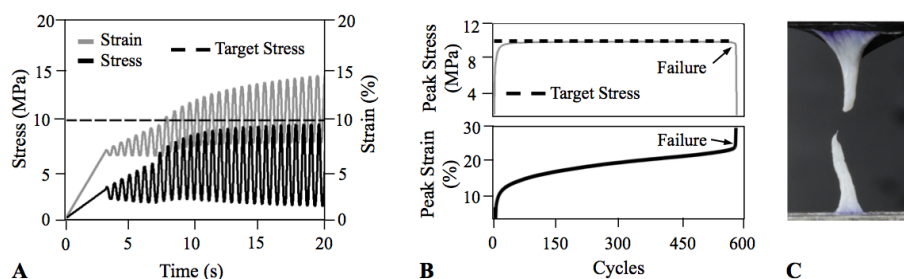 Strain
Stress
Target Stress
Stress (MPa)
20
15
10
5
0
Strain (%)
20
15
10
5
0
0
5
10
15
20
Time (s)
A
Peak Stress
(MPa)
12
8
4
Failure
Target Stress
Peak Strain
(%)
30
20
10
Failure
0
150
300
450
600
Cycles
B
C